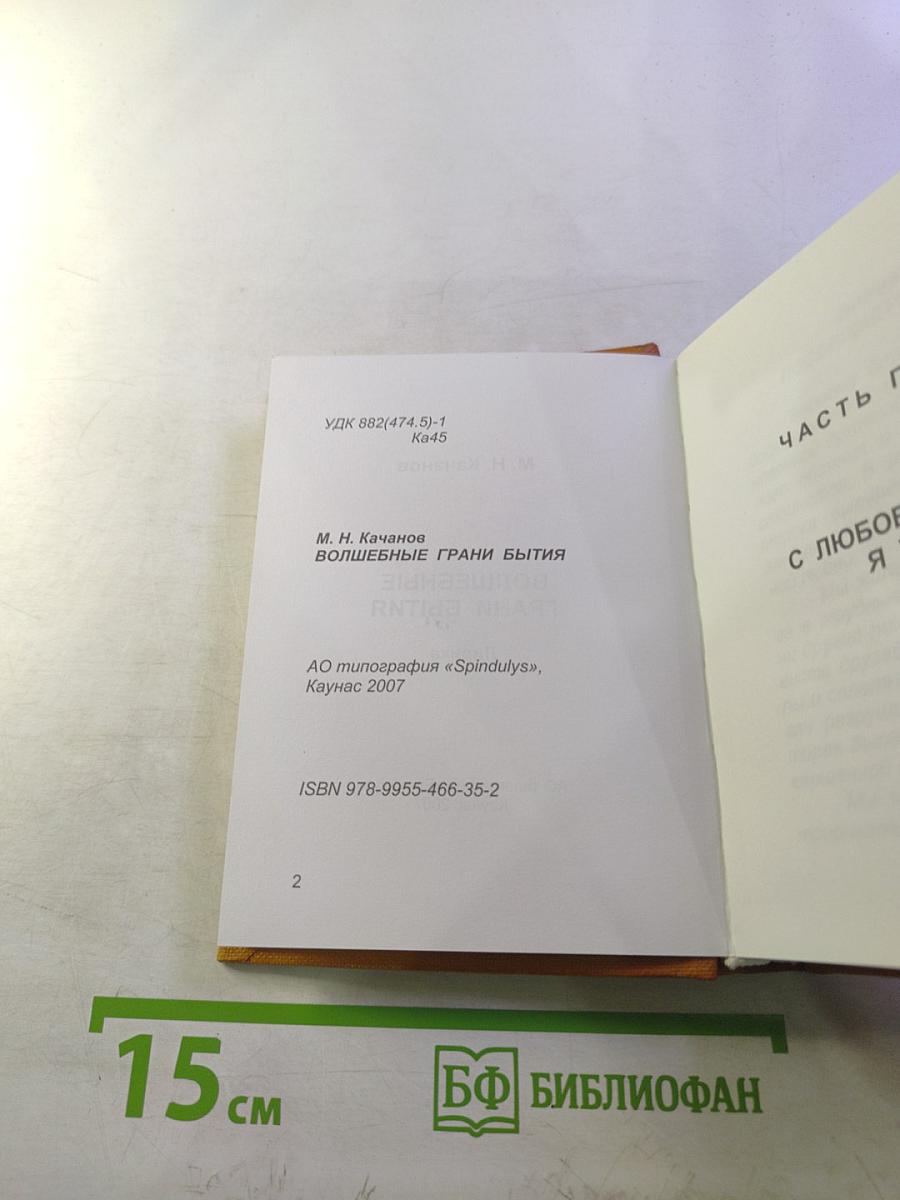 УДК 882(474.5)-1
Ка45
М. Н. Качанов
ВОЛШЕБНЫЕ ГРАНИ БЫТИЯ
АО типография «Spindulys»,
Каунас 2007
ISBN 978-9955-466-35-2
2
ЧАСТЬ
С
Я
15 см
БФ БИБЛИОФАН